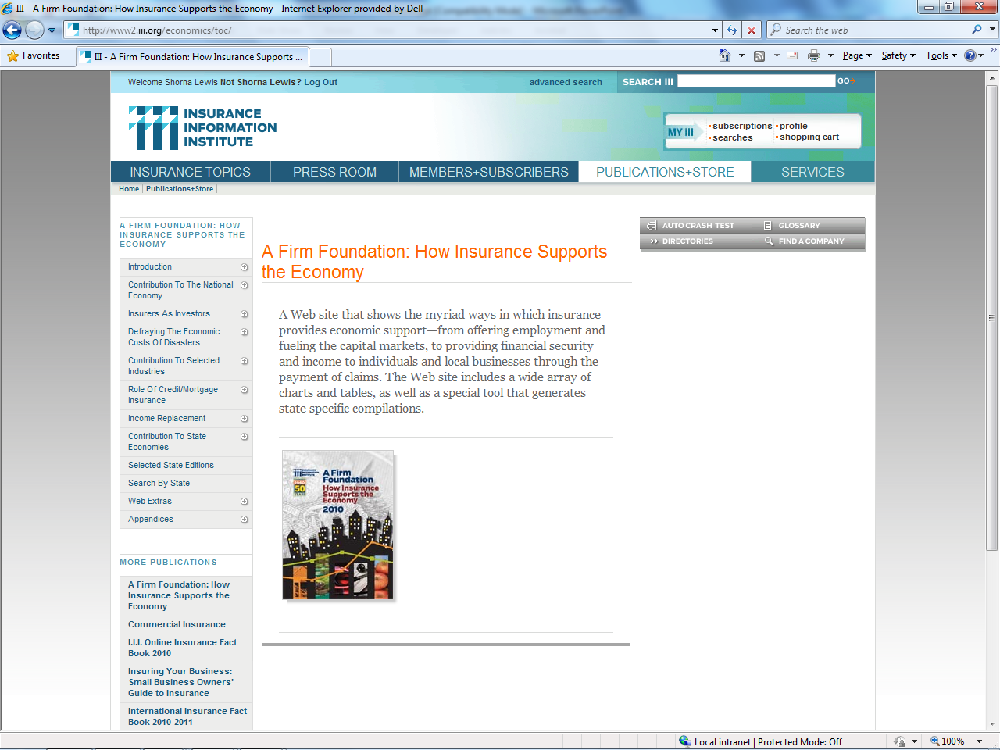 III - A Firm Foundation: How Insurance Supports the Economy - Internet Explorer provided by Dell
http://www2.iii.org/economics/toc/
Search the web
Favorites
III - A Firm Foundation: How Insurance Supports ...
Page
Safety
Tools
Welcome Shorna Lewis Not Shorna Lewis? Log Out
advanced search
SEARCH iii
GO
INSURANCE
INFORMATION
INSTITUTE
MY iii
subscriptions
profile
searches
shopping cart
INSURANCE TOPICS
PRESS ROOM
MEMBERS+SUBSCRIBERS
PUBLICATIONS+STORE
SERVICES
Home
Publications+Store
A FIRM FOUNDATION: HOW
INSURANCE SUPPORTS THE
ECONOMY
Introduction
Contribution To The National
Economy
Insurers As Investors
Defraying The Economic
Costs Of Disasters
Contribution To Selected
Industries
Role Of Credit/Mortgage
Insurance
Income Replacement
Contribution To State
Economies
Selected State Editions
Search By State
Web Extras
Appendices
MORE PUBLICATIONS
A Firm Foundation: How
Insurance Supports the
Economy
Commercial Insurance
I.I.I. Online Insurance Fact
Book 2010
Insuring Your Business:
Small Business Owners'
Guide to Insurance
International Insurance Fact
Book 2010-2011
A Firm Foundation: How Insurance Supports
the Economy
A Web site that shows the myriad ways in which insurance
provides economic support—from offering employment and
fueling the capital markets, to providing financial security
and income to individuals and local businesses through the
payment of claims. The Web site includes a wide array of
charts and tables, as well as a special tool that generates
state specific compilations.
INSURANCE
INFORMATION
INSTITUTE
50
A Firm
Foundation
How Insurance
Supports the
Economy
2010
AUTO CRASH TEST
GLOSSARY
DIRECTORIES
FIND A COMPANY
Local intranet | Protected Mode: Off
100%